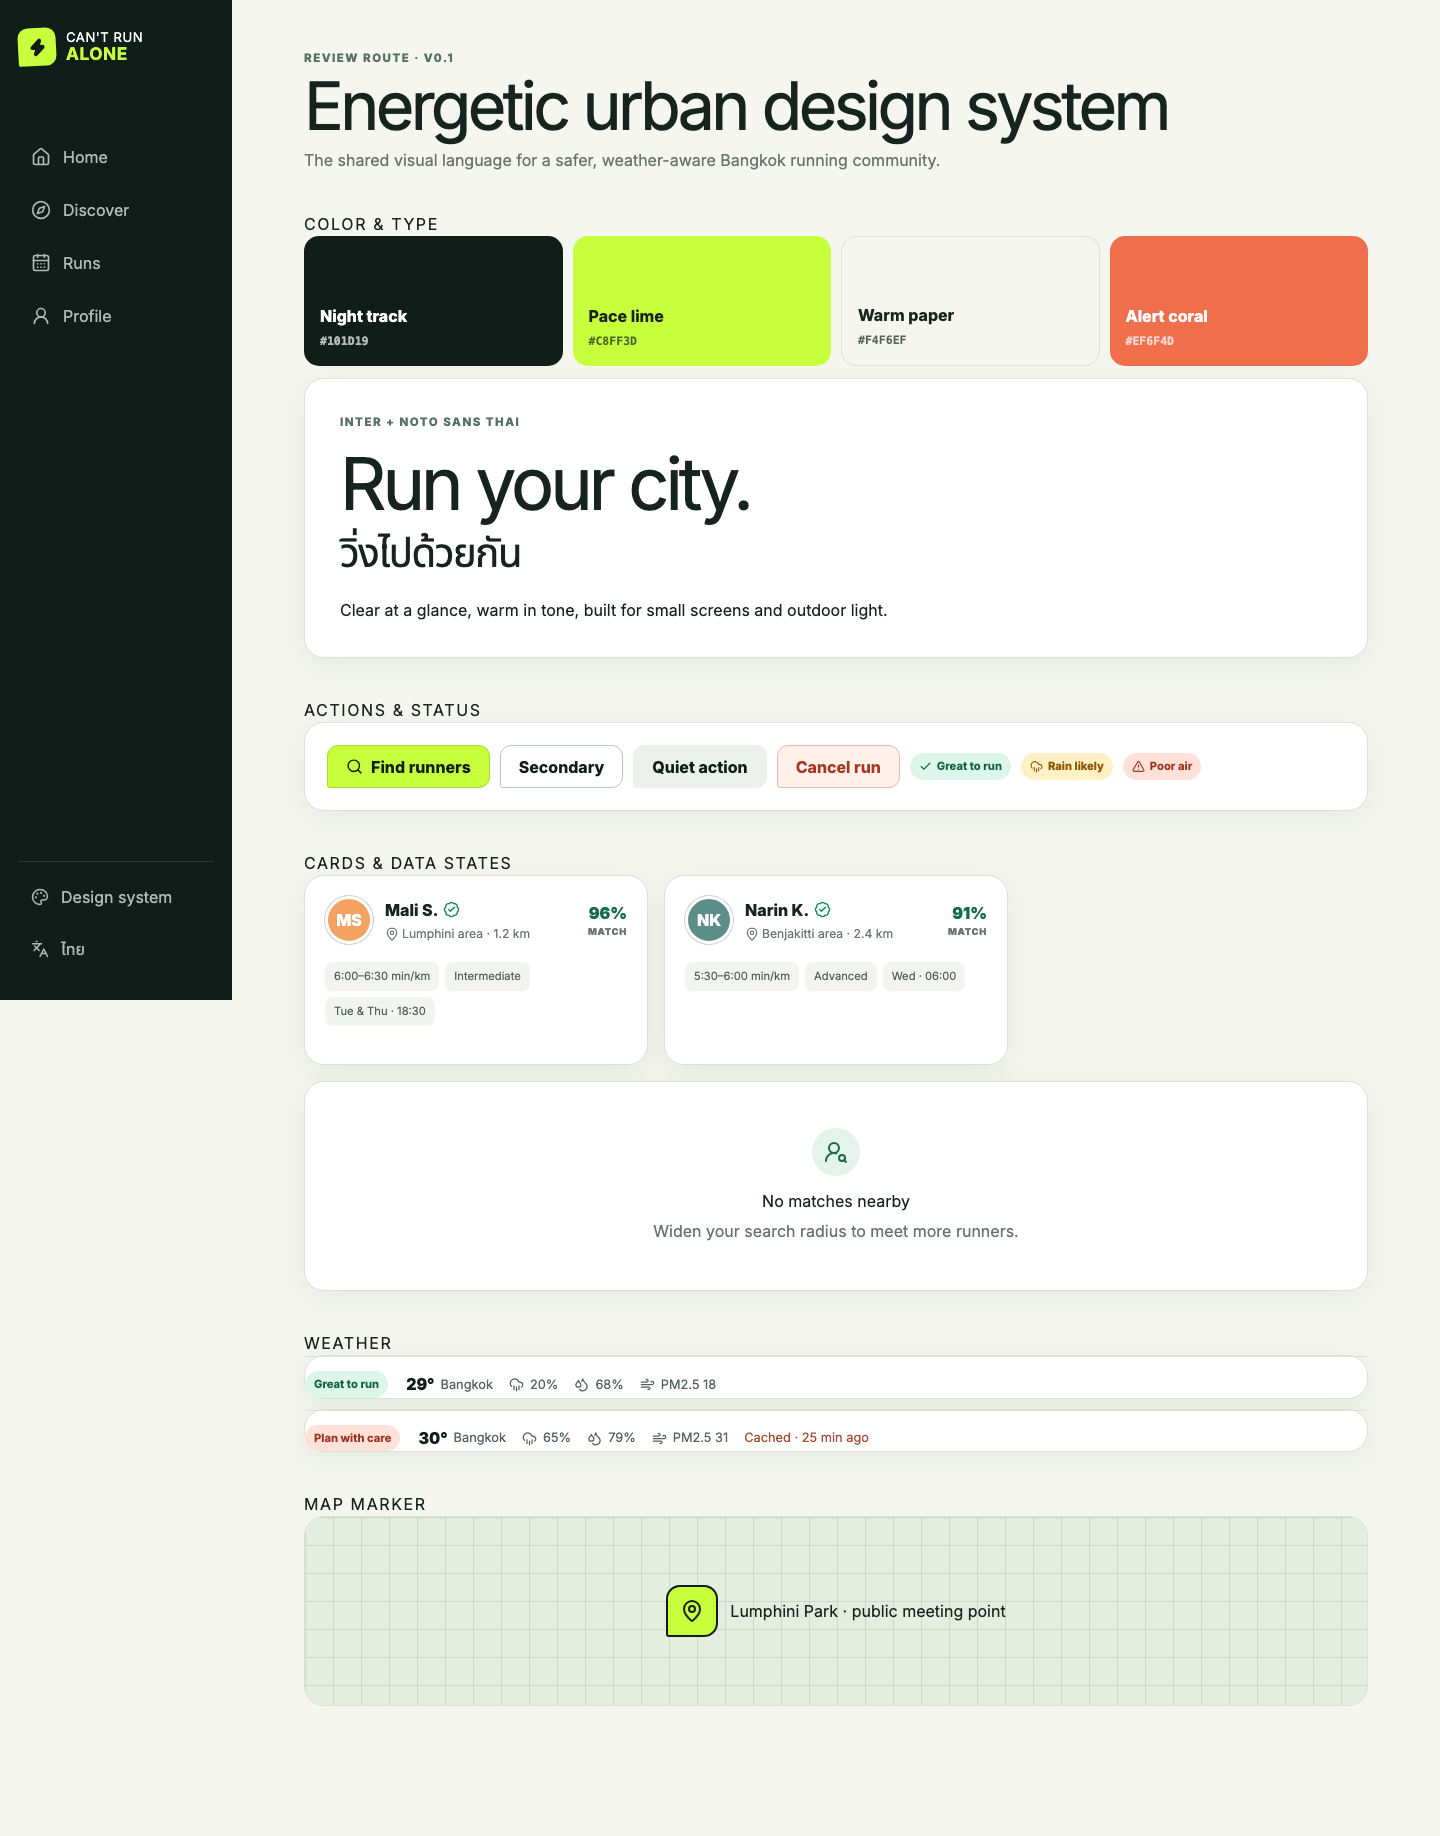 CAN'T RUN
ALONE
Home
Discover
Runs
Profile
Design system
ไทย
REVIEW ROUTE · V0.1
Energetic urban design system
The shared visual language for a safer, weather-aware Bangkok running community.
COLOR & TYPE
Night track
#101D19
Pace lime
#C8FF3D
Warm paper
#F4F6EF
Alert coral
#EF6F4D
INTER + NOTO SANS THAI
Run your city.
วิ่งไปด้วยกัน
Clear at a glance, warm in tone, built for small screens and outdoor light.
ACTIONS & STATUS
Find runners
Secondary
Quiet action
Cancel run
Great to run
Rain likely
Poor air
CARDS & DATA STATES
MS
Mali S.
Lumphini area · 1.2 km
96%
MATCH
6:00–6:30 min/km
Intermediate
Tue & Thu · 18:30
NK
Narin K.
Benjakitti area · 2.4 km
91%
MATCH
5:30–6:00 min/km
Advanced
Wed · 06:00
No matches nearby
Widen your search radius to meet more runners.
WEATHER
Great to run 29° Bangkok 20% 68% PM2.5 18
Plan with care 30° Bangkok 65% 79% PM2.5 31 Cached · 25 min ago
MAP MARKER
Lumphini Park · public meeting point